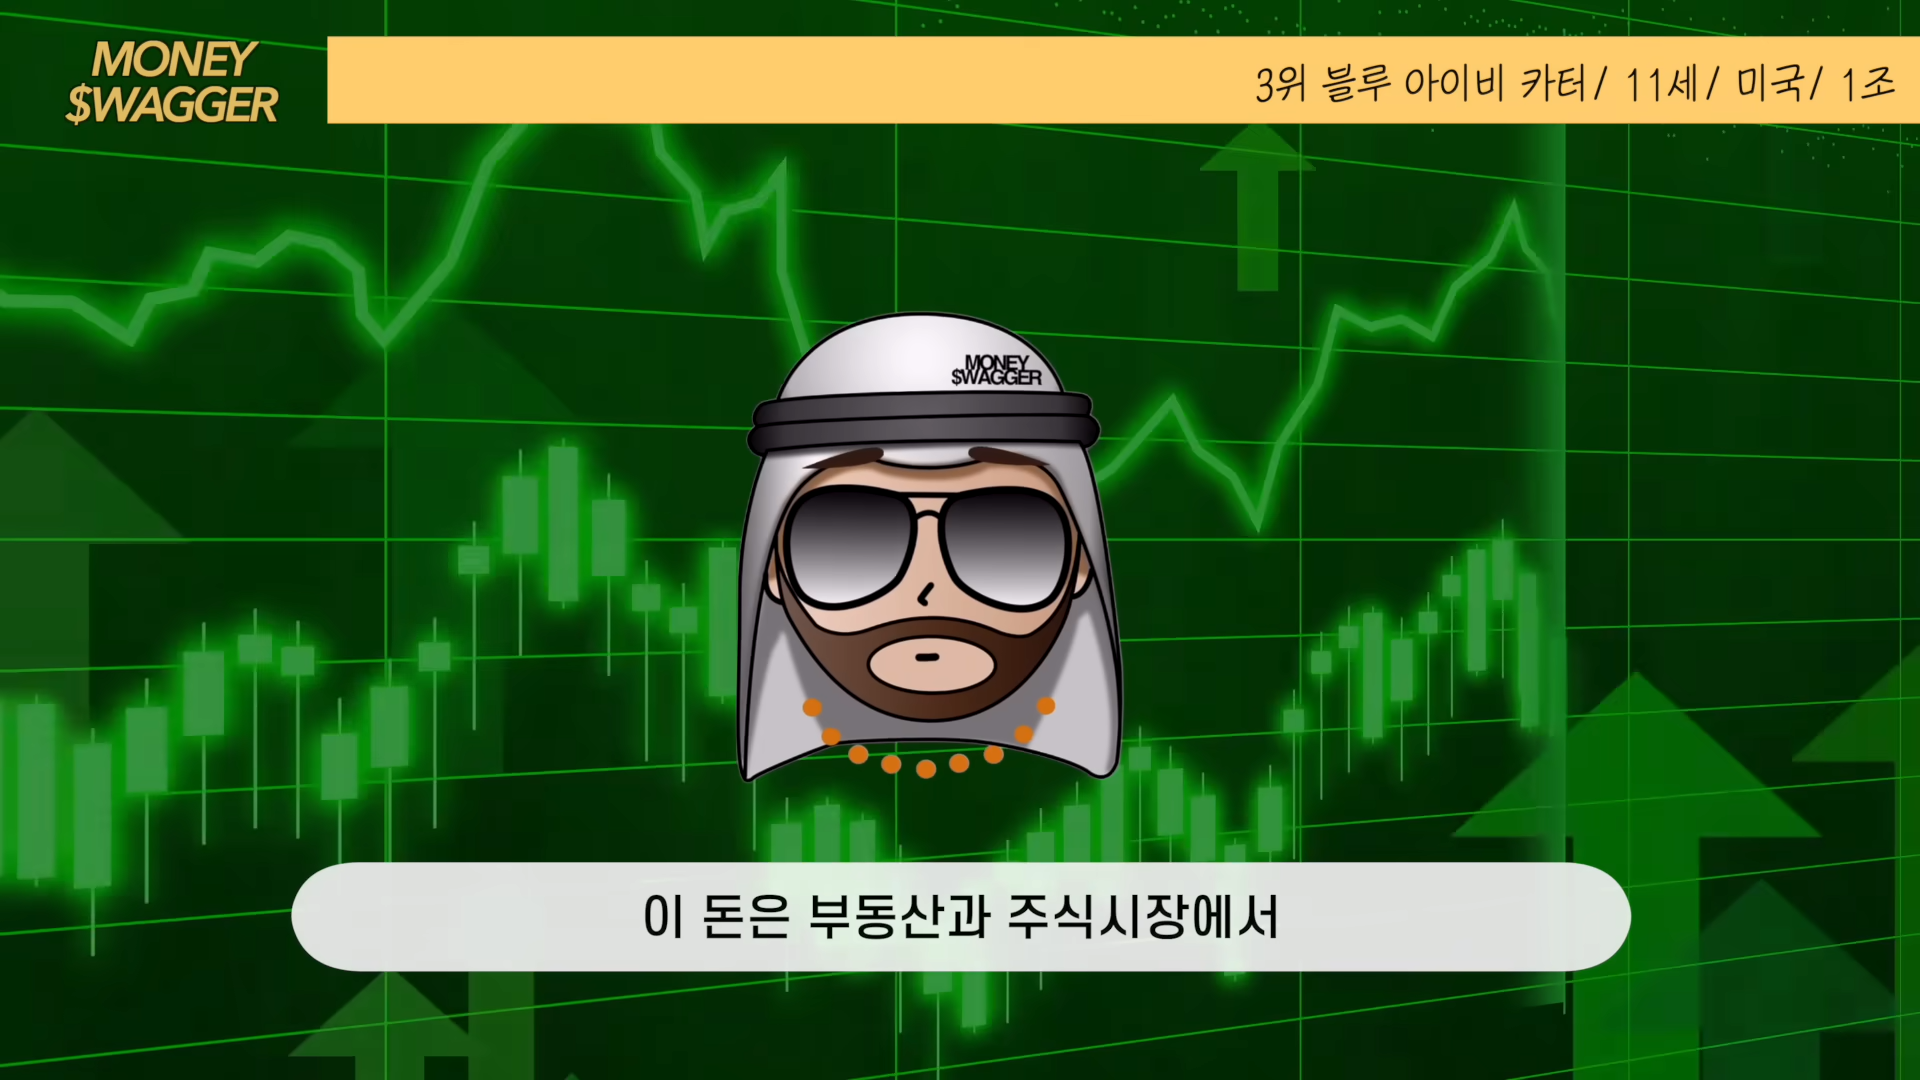 MONEY
$WAGGER
3위 블루 아이비 카터/ 11세/ 미국/ 1조
MONEY
$WAGGER
이 돈은 부동산과 주식시장에서